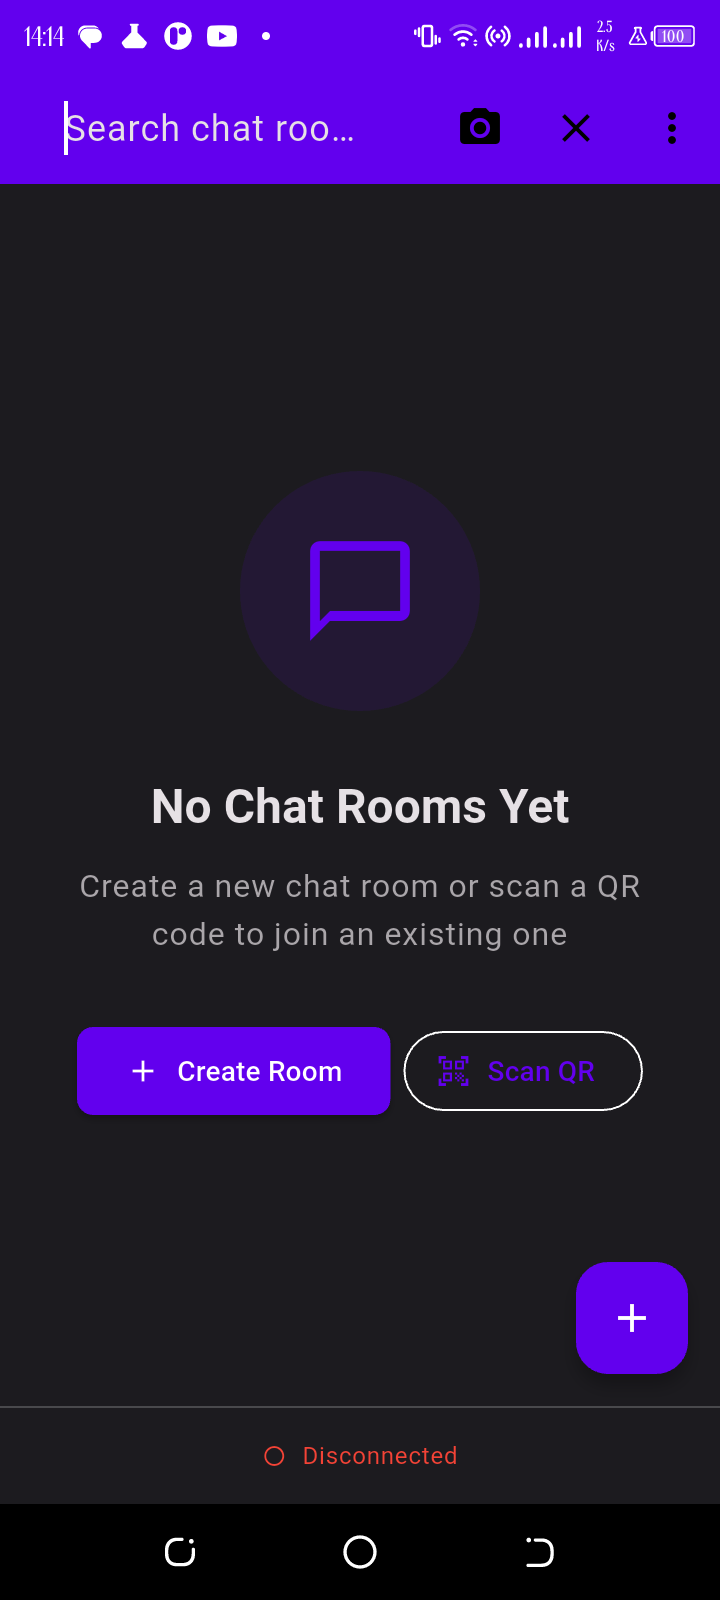 14:14
2.5
K/s
100
Search chat roo...
No Chat Rooms Yet
Create a new chat room or scan a QR
code to join an existing one
Create Room
Scan QR
Disconnected